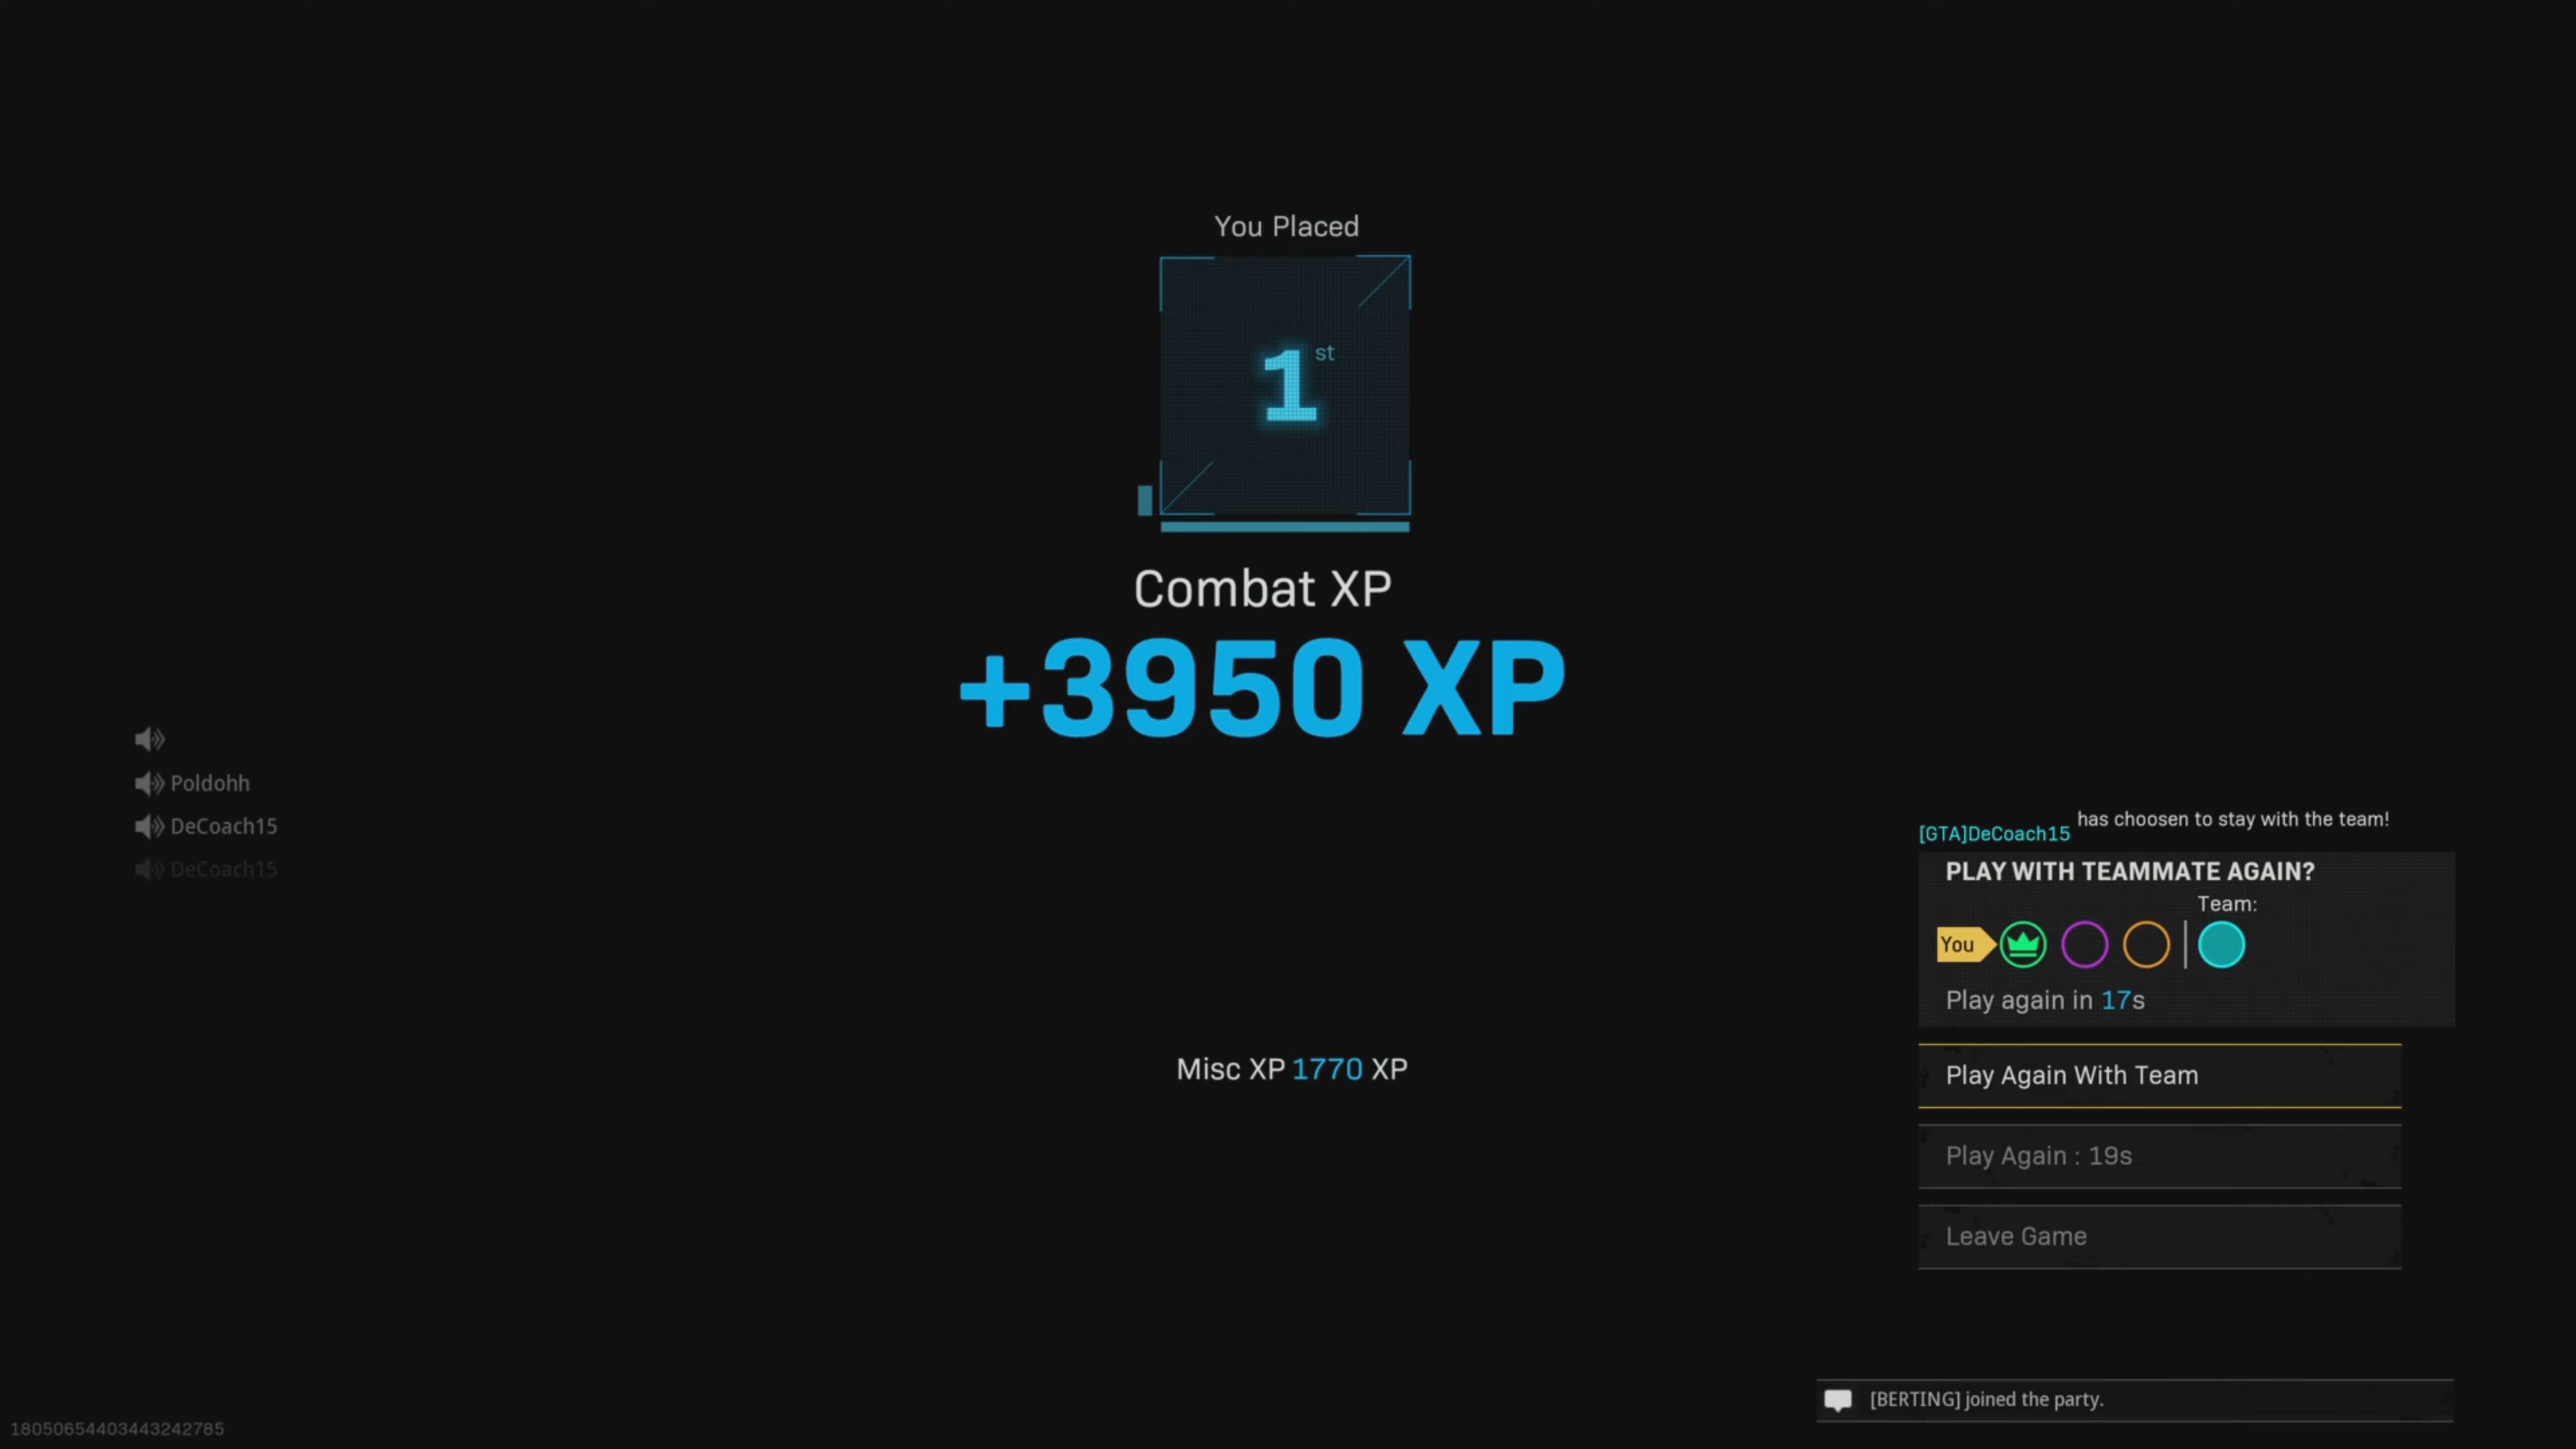 You Placed
1st
Combat XP
+3950 XP
Poldohh
DeCoach15
DeCoach15
has choosen to stay with the team!
[GTA]DeCoach15
PLAY WITH TEAMMATE AGAIN?
Team:
You
Play again in 17s
Misc XP 1770 XP
Play Again With Team
Play Again : 19s
Leave Game
[BERTING] joined the party.
18050654403443242785